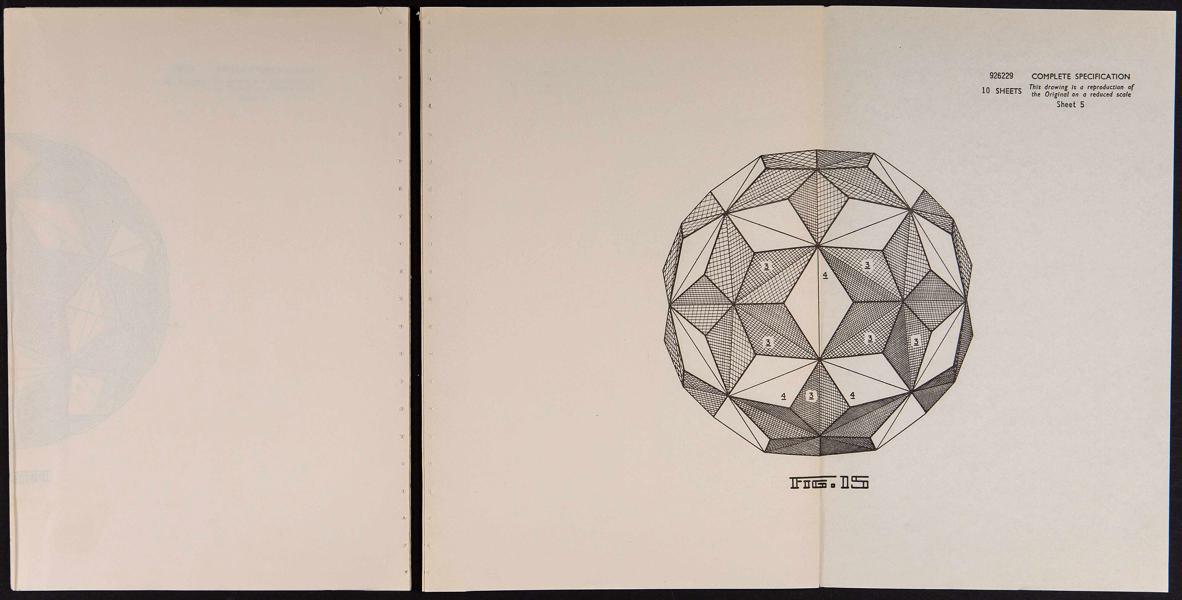 926229 COMPLETE SPECIFICATION
10 SHEETS This drawing is a reproduction of
the Original on a reduced scale
Sheet 5
3
4
3
3
3
3
4
3
4
FIG. 15